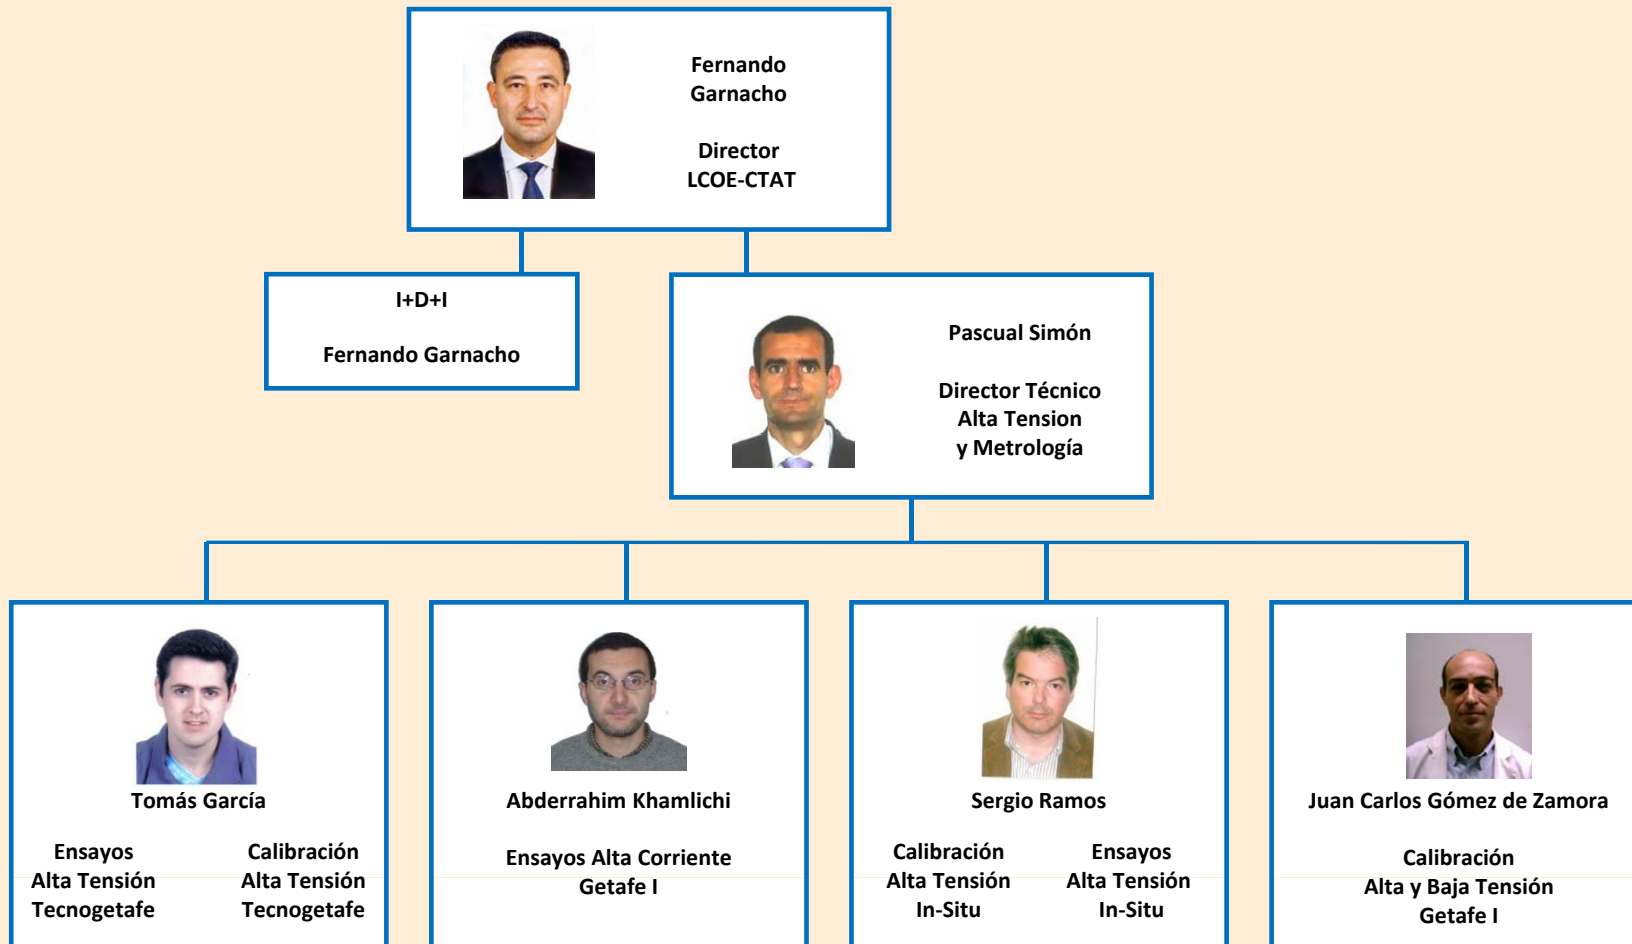 Fernando
Garnacho
Director
LCOE-CTAT
I+D+I
Fernando Garnacho
Pascual Simón
Director Técnico
Alta Tension
y Metrología
Tomás García
Ensayos
Alta Tensión
Tecnogetafe
Calibración
Alta Tensión
Tecnogetafe
Abderrahim Khamlichi
Ensayos Alta Corriente
Getafe I
Sergio Ramos
Calibración
Alta Tensión
In-Situ
Ensayos
Alta Tensión
In-Situ
Juan Carlos Gómez de Zamora
Calibración
Alta y Baja Tensión
Getafe I